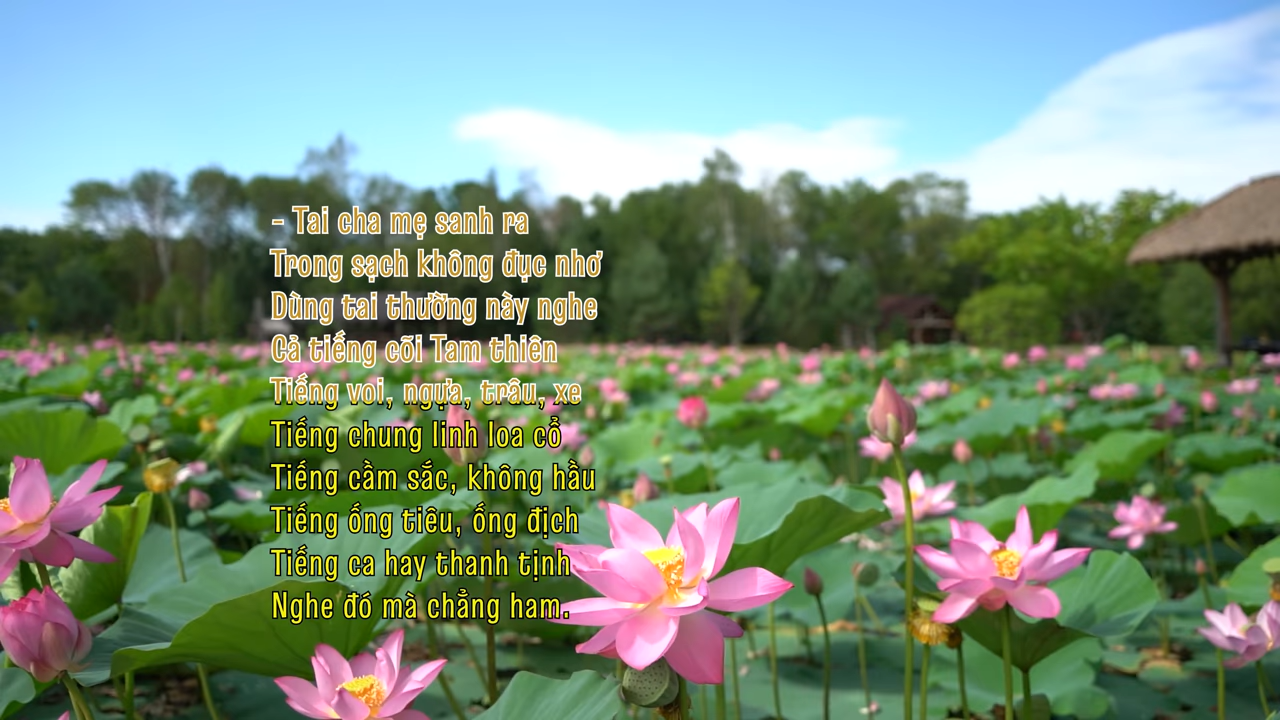 - Tai cha mẹ sanh ra
Trong sạch không đục nhơ
Dùng tai thường này nghe
Cả tiếng cõi Tam thiên
Tiếng voi, ngựa, trâu, xe
Tiếng chung linh loa cổ
Tiếng cầm sắc, không hầu
Tiếng ống tiêu, ống địch
Tiếng ca hay thanh tịnh
Nghe đó mà chẳng ham.